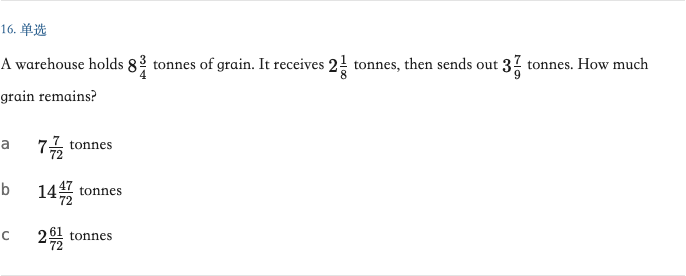 16. 单选
A warehouse holds 8 3/4 tonnes of grain. It receives 2 1/8 tonnes, then sends out 3 7/9 tonnes. How much
grain remains?
a 7 7/72 tonnes
b 14 47/72 tonnes
c 2 61/72 tonnes